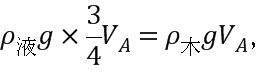 ρ液g × 3/4 V_A = ρ木gV_A,